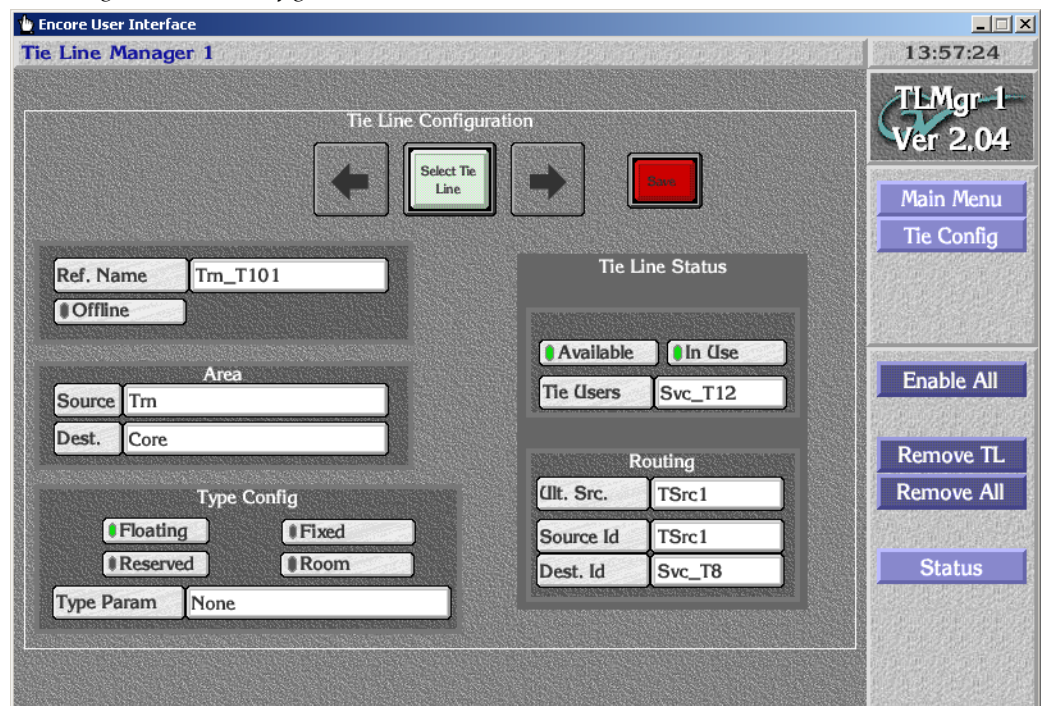 Encore User Interface
Tie Line Manager 1
13:57:24
TLMgr 1
Ver 2.04
Tie Line Configuration
Select Tie
Line
Save
Main Menu
Tie Config
Ref. Name
Trn_T101
Offline
Tie Line Status
Available
In Use
Tie Users
Svc_T12
Area
Source
Trn
Dest.
Core
Enable All
Remove TL
Remove All
Status
Routing
Ult. Src.
TSrc1
Source Id
TSrc1
Dest. Id
Svc_T8
Type Config
Floating
Fixed
Reserved
Room
Type Param
None